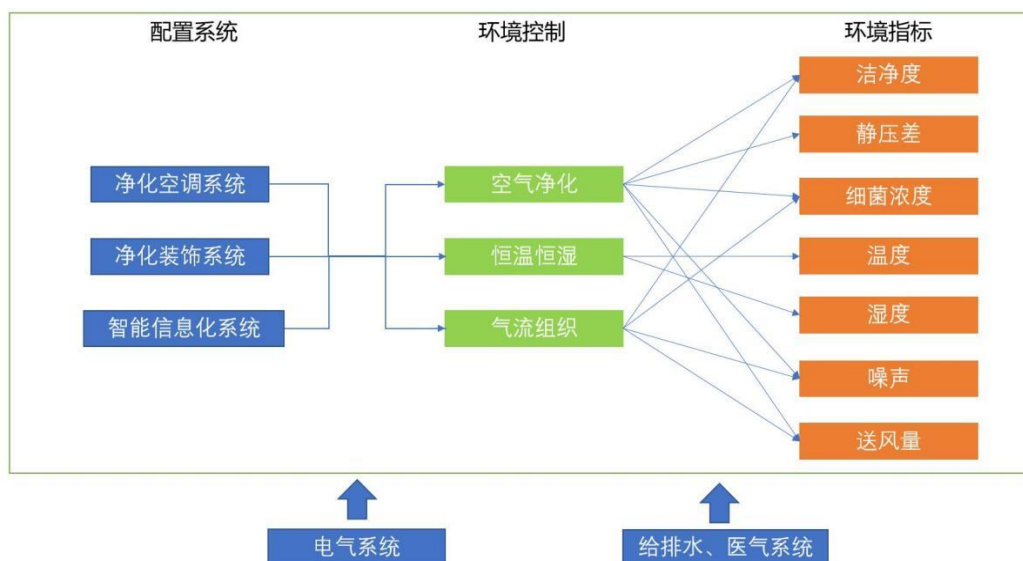 配置系统
环境控制
环境指标
净化空调系统
净化装饰系统
智能信息化系统
空气净化
恒温恒湿
气流组织
洁净度
静压差
细菌浓度
温度
湿度
噪声
送风量
电气系统
给排水、医气系统